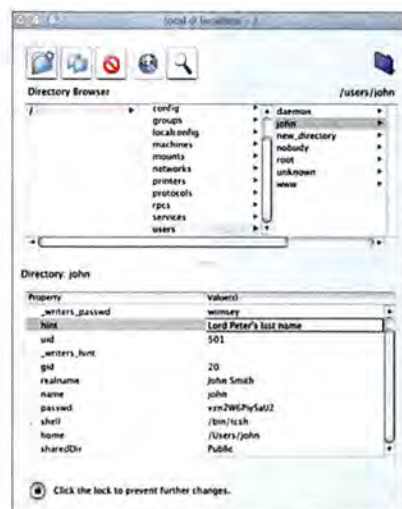 local @ localhost - /
Directory Browser /users/john
/
config
groups
localconfig
machines
mounts
networks
printers
protocols
rpcs
services
users
daemon
john
new_directory
nobody
root
unknown
www
Directory: john
Property Value(s)
_writers_passwd wimsey
hint Lord Peter's last name
uid 501
_writers_hint
gid 20
realname John Smith
name john
passwd
shell /bin/tcsh
home /Users/john
sharedDir Public
Click the lock to prevent further changes.